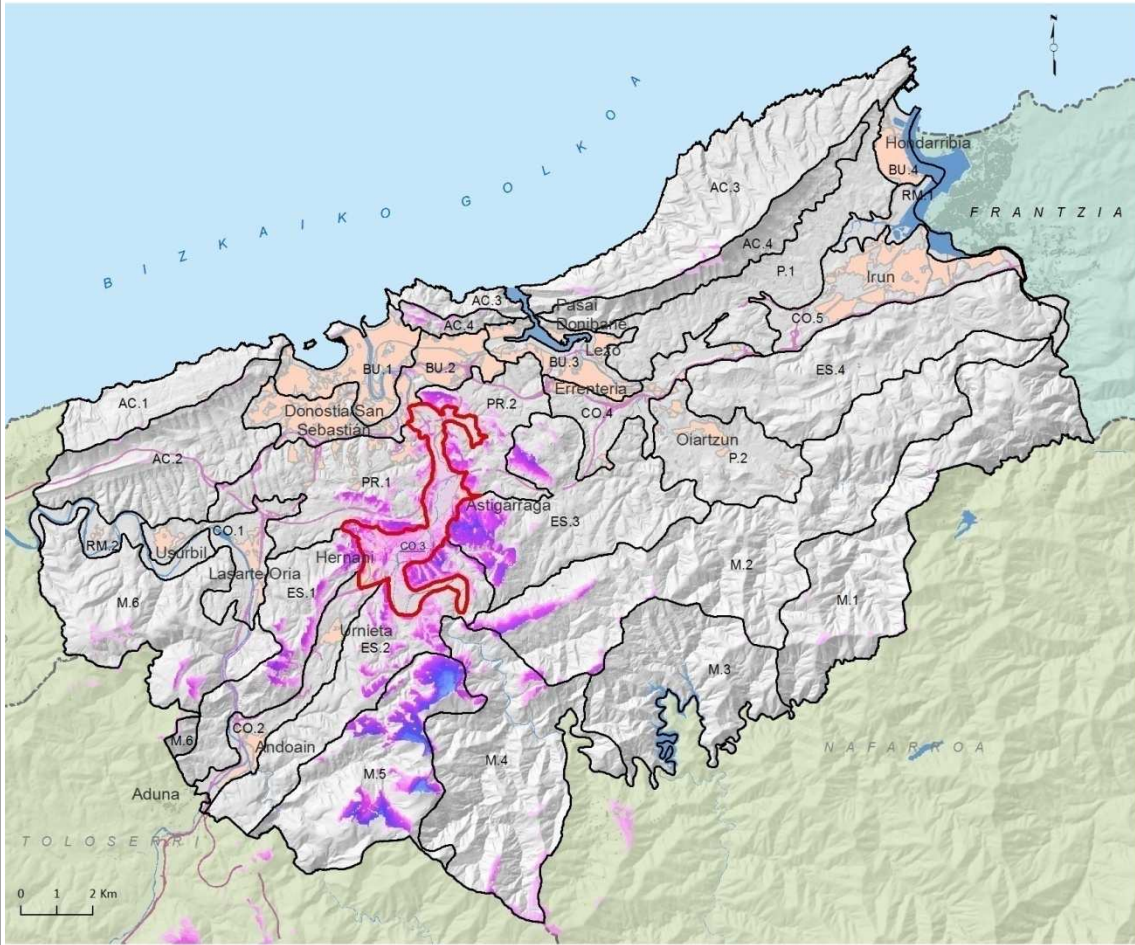 N
BIZKAIKO GOLKOA
Hondarribia
BU.4
RM.1
FRANTZIA
AC.3
AC.4
P.1
Irun
CO.5
AC.3
AC.4
Pasai
Donibane
Lezo
BU.3
Errenteria
BU.1
BU.2
ES.4
AC.1
Donostia/San
Sebastián
PR.2
CO.4
Oiartzun
P.2
AC.2
PR.1
Astigarraga
ES.3
RM.2
CO.1
Usurbil
Lasarte-Oria
Hernani
CO.3
ES.1
M.6
M.2
M.1
Urnieta
ES.2
M.3
M.6
CO.2
Andoain
M.5
M.4
NAFARROA
Aduna
TOLOSERRI
0 1 2 Km